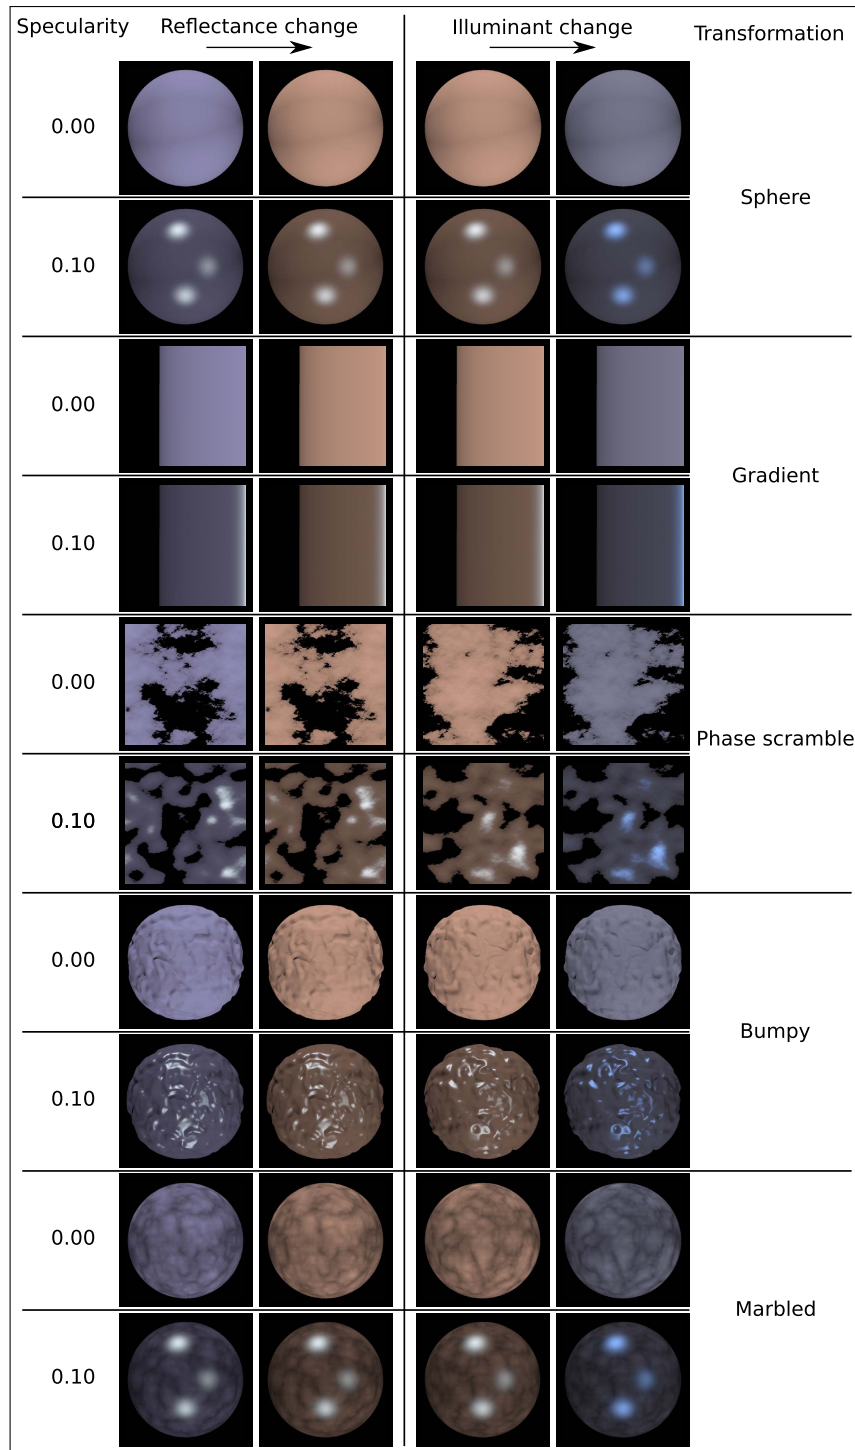 Specularity Reflectance change Illuminant change Transformation
0.00
Sphere
0.10
0.00
Gradient
0.10
0.00
Phase scramble
0.10
0.00
Bumpy
0.10
0.00
Marbled
0.10